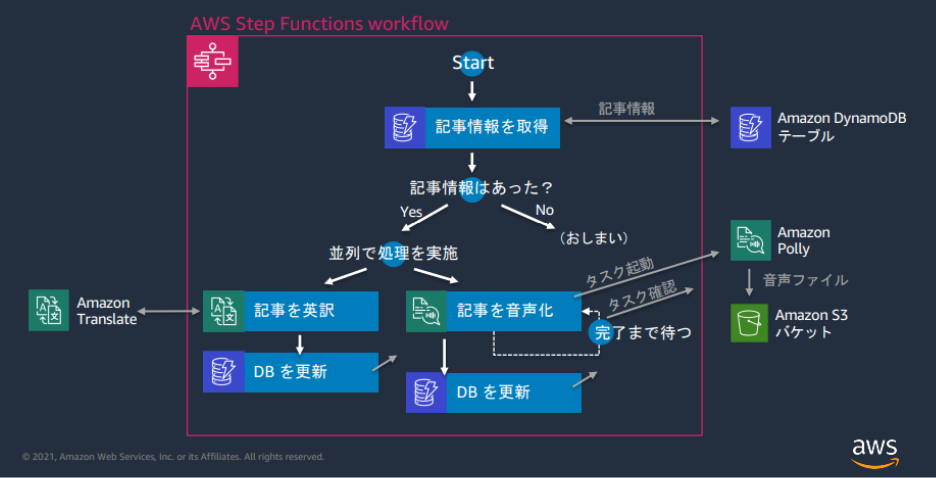 AWS Step Functions workflow
Start
記事情報を取得
記事情報
Amazon DynamoDB
テーブル
記事情報はあった？
Yes
No
(おしまい)
並列で処理を実施
Amazon
Polly
タスク起動
タスク確認
音声ファイル
Amazon
Translate
記事を英訳
記事を音声化
完了まで待つ
Amazon S3
バケット
DB を更新
DB を更新
© 2021, Amazon Web Services, Inc. or its Affiliates. All rights reserved.
aws